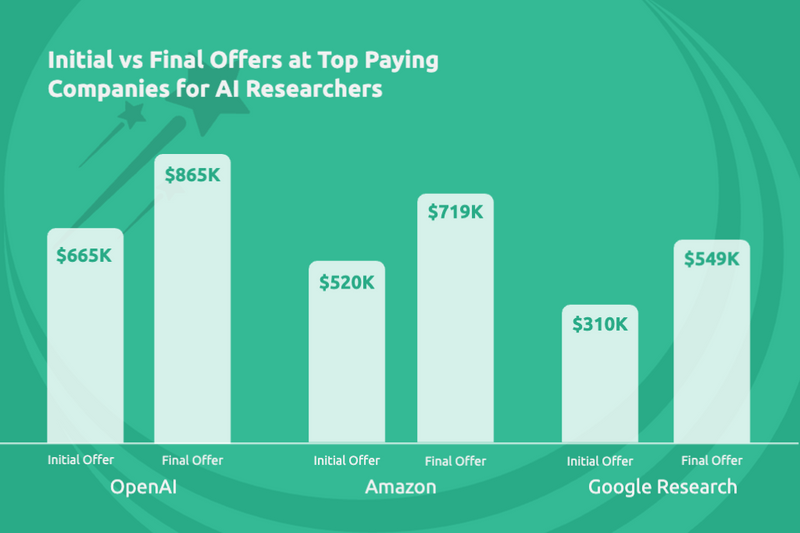 Initial vs Final Offers at Top Paying
Companies for AI Researchers
$665K
$865K
$520K
$719K
$310K
$549K
Initial Offer
Final Offer
Initial Offer
Final Offer
Initial Offer
Final Offer
OpenAI
Amazon
Google Research